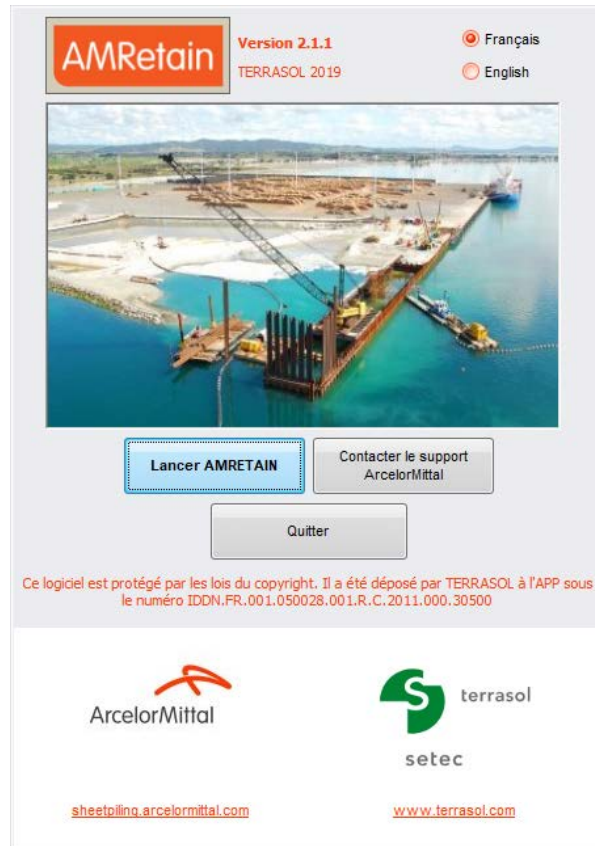 AMRetain
Version 2.1.1
TERRASOL 2019
Français
English
Lancer AMRETAIN
Contacter le support
ArcelorMittal
Quitter
Ce logiciel est protégé par les lois du copyright. Il a été déposé par TERRASOL à l'APP sous
le numéro IDDN.FR.001.050028.001.R.C.2011.000.30500
ArcelorMittal
terrasol
setec
sheetpiling.arcelormittal.com
www.terrasol.com